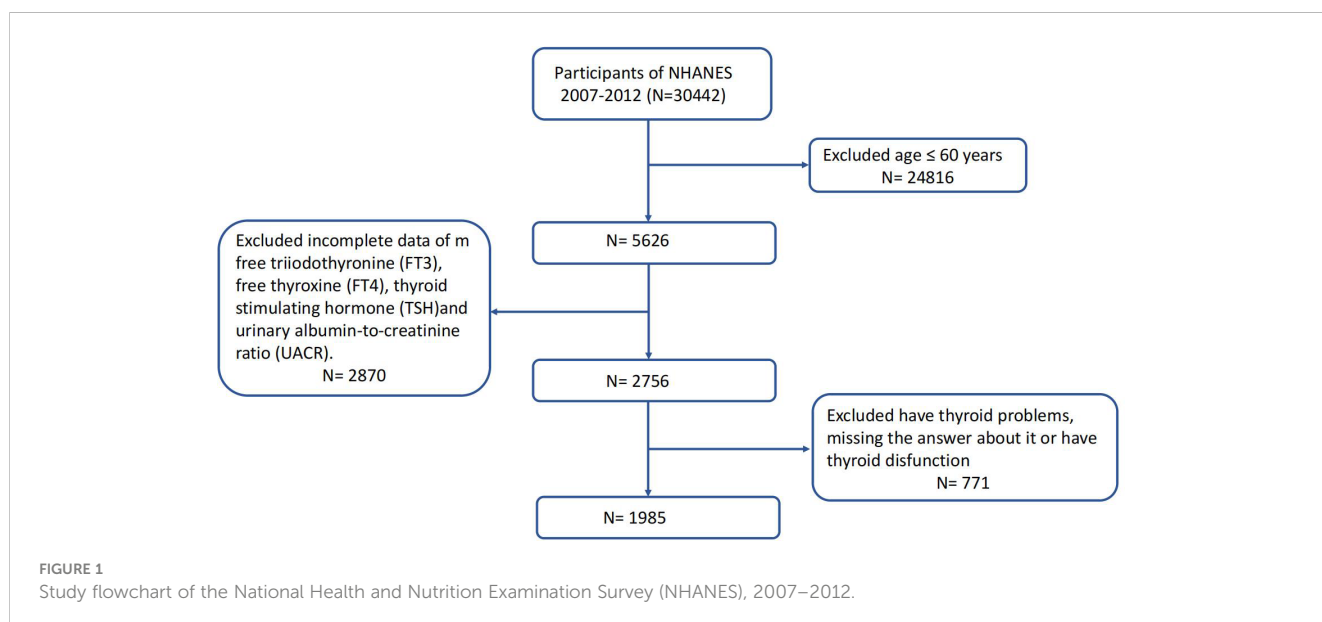 Participants of NHANES
2007-2012 (N=30442)
Excluded age ≤ 60 years
N= 24816
N= 5626
Excluded incomplete data of m
free triiodothyronine (FT3),
free thyroxine (FT4), thyroid
stimulating hormone (TSH)and
urinary albumin-to-creatinine
ratio (UACR).
N= 2870
N= 2756
Excluded have thyroid problems,
missing the answer about it or have
thyroid disfunction
N= 771
N= 1985
FIGURE 1
Study flowchart of the National Health and Nutrition Examination Survey (NHANES), 2007–2012.